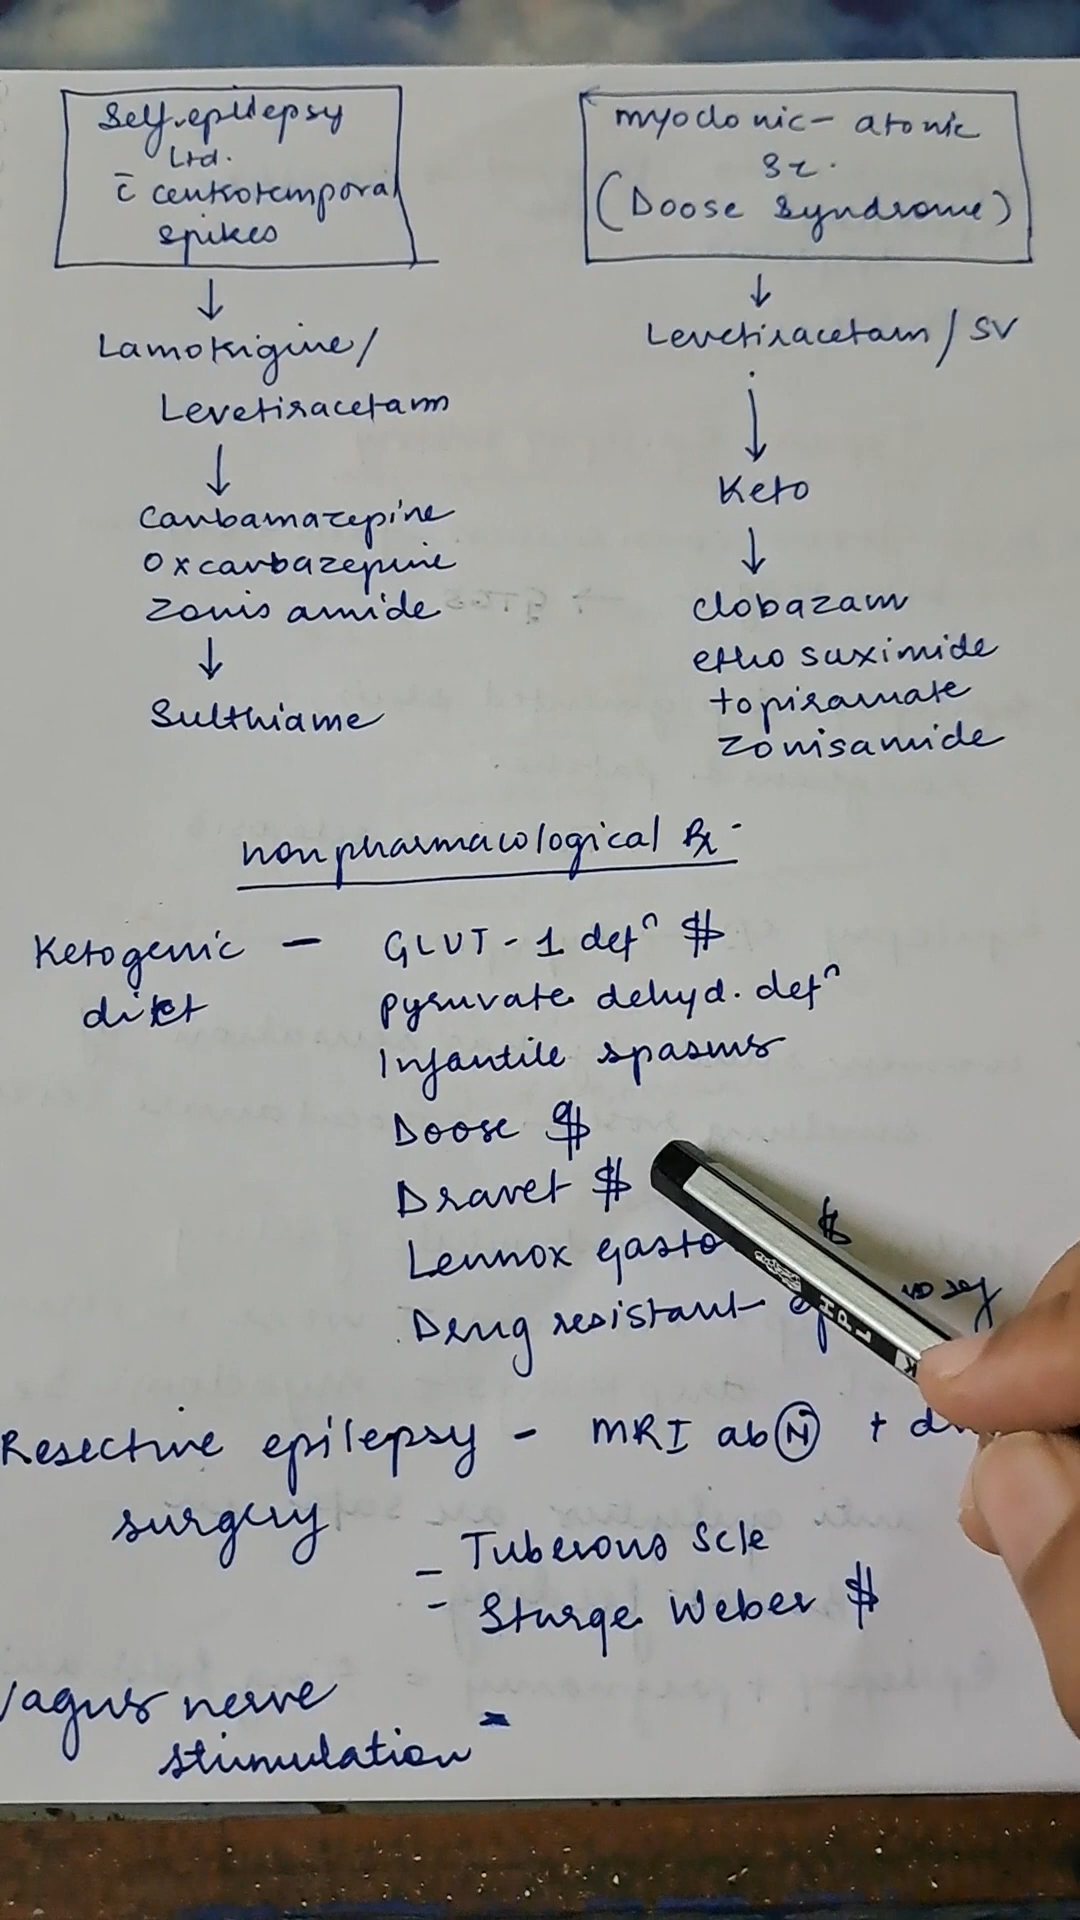 Self epilepsy
Ltd.
c̄ centrotemporal
spikes
↓
Lamotrigine/
Levetiracetam
↓
Carbamazepine
Oxcarbazepine
Zonisamide
↓
Sulthiame
myoclonic-atonic
Sz.
(Doose Syndrome)
↓
Levetiracetam/SV
↓
Keto
↓
clobazam
ethosuximide
topiramate
Zonisamide
nonpharmacological Rx-
Ketogenic – GLUT-1 defⁿ $
diet pyruvate dehyd. defⁿ
Infantile spasms
Doose $
Dravet $
Lennox gasto $
Drug resistant
Resective epilepsy – MRI ab(N) +
surgery
- Tuberous Scle
- Sturge Weber $
Vagus nerve
stimulation -